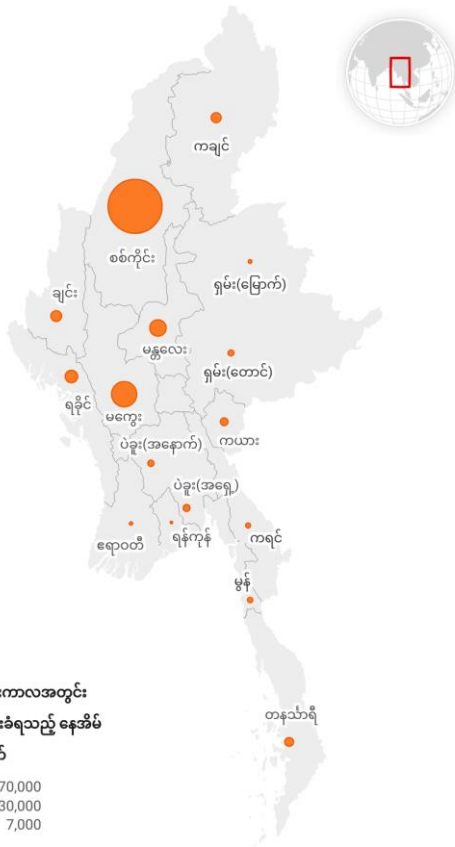 ကချင်
စစ်ကိုင်း
ရှမ်း(မြောက်)
ချင်း
မန္တလေး
ရှမ်း(တောင်)
ရခိုင်
မကွေး
ကယား
ပဲခူး(အနောက်)
ပဲခူး(အရှေ့)
ဧရာဝတီ
ရန်ကုန်
ကရင်
မွန်
တနင်္သာရီ
းကာလအတွင်း
းခံရသည့် နေအိမ်
70,000
30,000
7,000